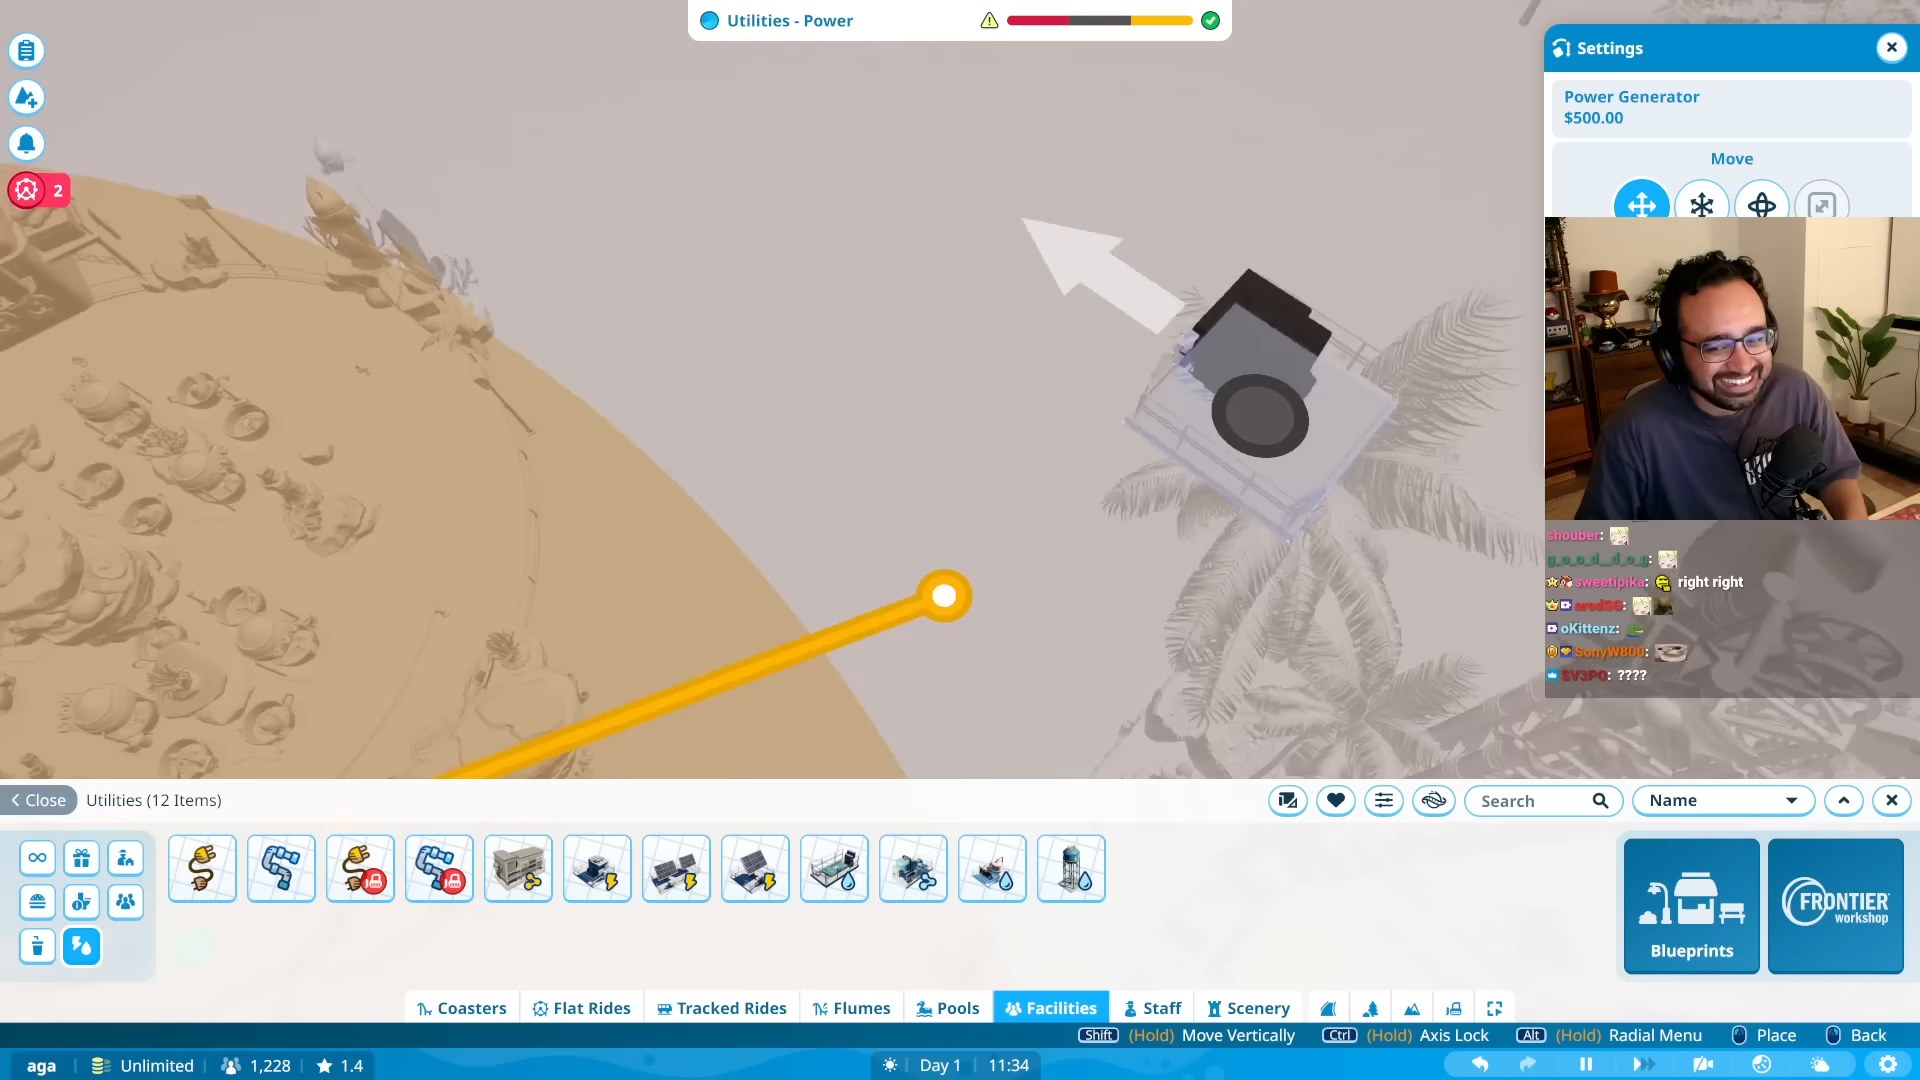 Utilities - Power
2
Settings
Power Generator
$500.00
Move
shouber:
g_o_o_d__d_o_g:
sweetipika: right right
arodSG:
oKittenz:
SonyW800:
SV3PO: ????
Close
Utilities (12 Items)
Search
Name
Blueprints
FRONTIER
workshop
Coasters
Flat Rides
Tracked Rides
Flumes
Pools
Facilities
Staff
Scenery
Shift (Hold) Move Vertically
Ctrl (Hold) Axis Lock
Alt (Hold) Radial Menu
Place
Back
aga
Unlimited
1,228
1.4
Day 1
11:34